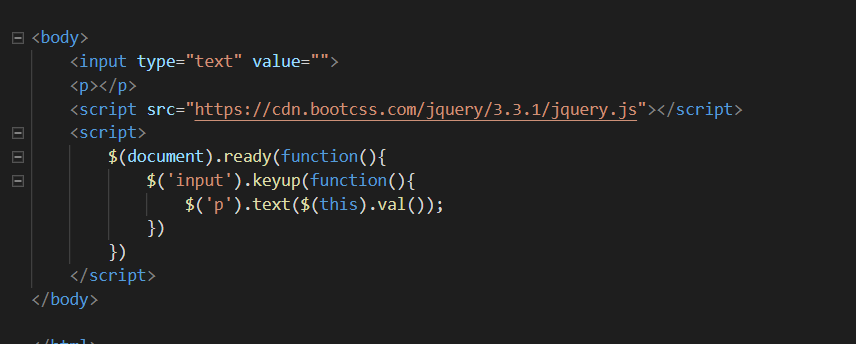 <body>
<input type="text" value="">
<p></p>
<script src="https://cdn.bootcss.com/jquery/3.3.1/jquery.js"></script>
<script>
$(document).ready(function(){
$('input').keyup(function(){
$('p').text($(this).val());
})
})
</script>
</body>
</html>